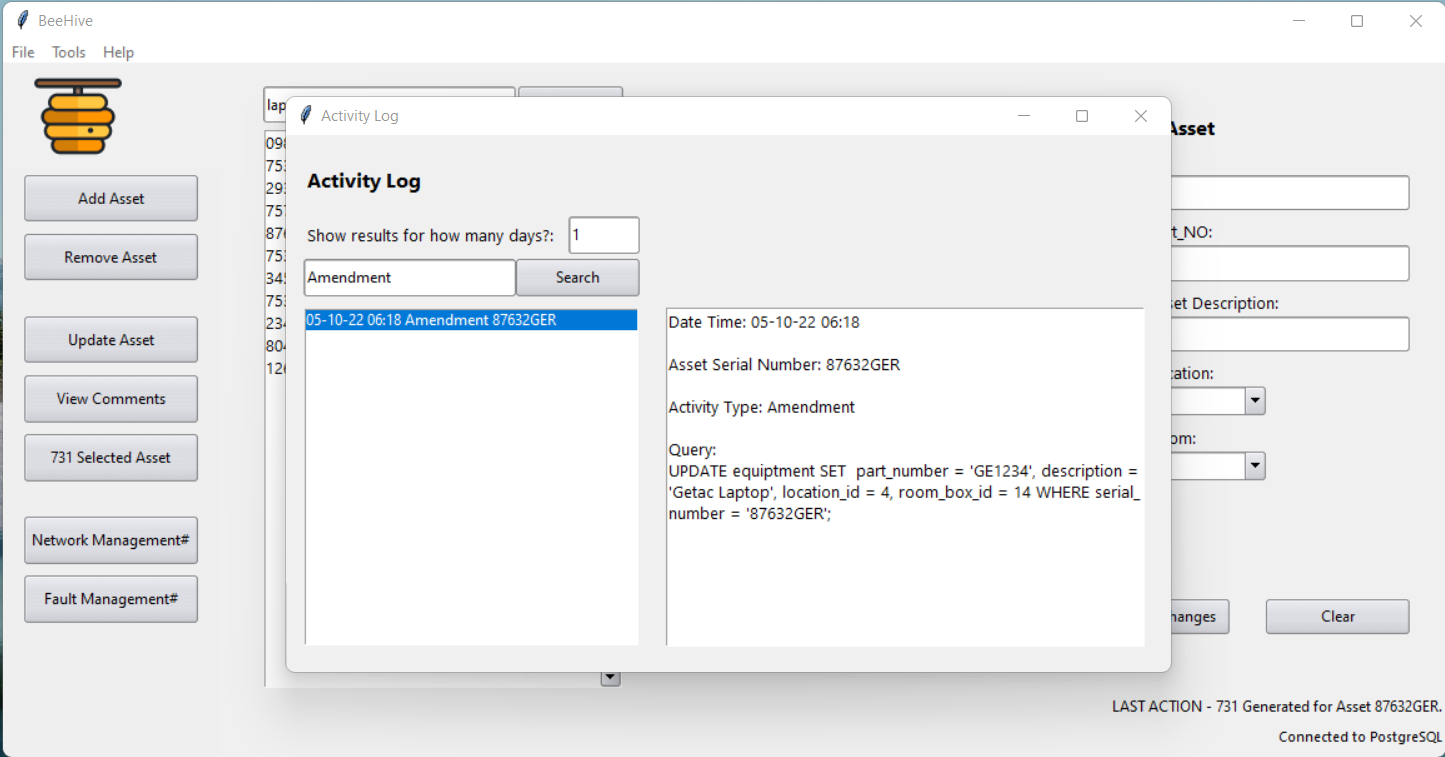 BeeHive
File Tools Help
lap
098
753
293
757
876
753
345
753
234
804
126
Add Asset
Remove Asset
Update Asset
View Comments
731 Selected Asset
Network Management#
Fault Management#
Activity Log
Activity Log
Show results for how many days?: 1
Amendment Search
05-10-22 06:18 Amendment 87632GER
Date Time: 05-10-22 06:18
Asset Serial Number: 87632GER
Activity Type: Amendment
Query:
UPDATE equiptment SET  part_number = 'GE1234', description =
'Getac Laptop', location_id = 4, room_box_id = 14 WHERE serial_
number = '87632GER';
Asset
t_NO:
set Description:
ation:
om:
hanges Clear
LAST ACTION - 731 Generated for Asset 87632GER.
Connected to PostgreSQL